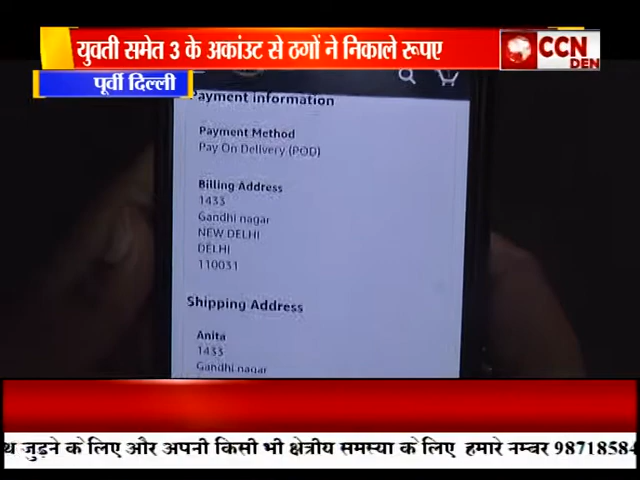 युवती समेत 3 के अकांउट से ठगों ने निकाले रूपए
CCN
DEN
पूर्वी दिल्ली
Payment Information
Payment Method
Pay On Delivery (POD)
Billing Address
1433
Gandhi nagar
NEW DELHI
DELHI
110031
Shipping Address
Anita
1433
Gandhi nagar
जुड़ने के लिए और अपनी किसी भी क्षेत्रीय समस्या के लिए हमारे नम्बर 98718584